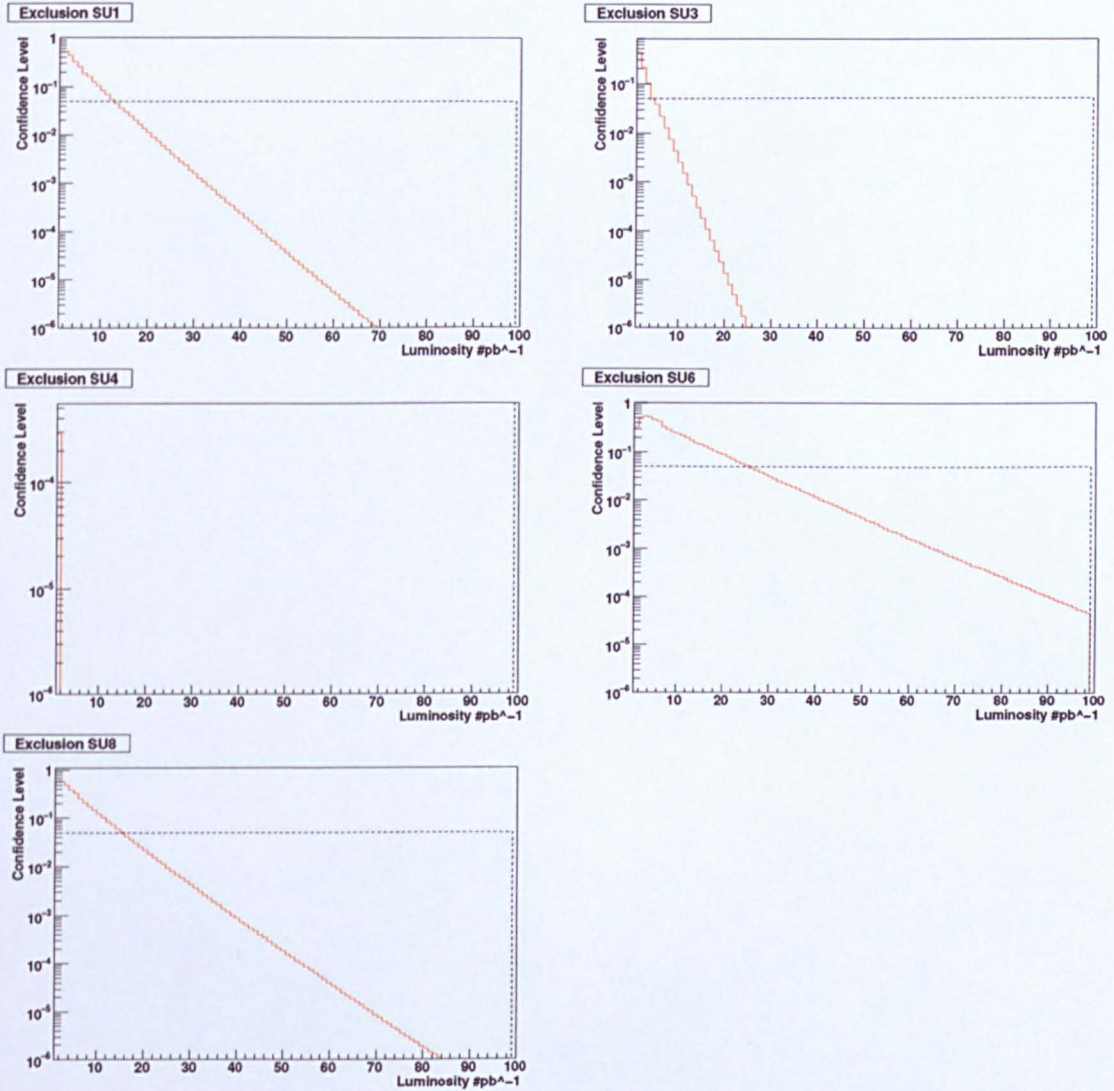 Exclusion SU1
Confidence Level
1
10^-1
10^-2
10^-3
10^-4
10^-5
10^-6
10 20 30 40 50 60 70 80 90 100
Luminosity #pb^-1
Exclusion SU3
Confidence Level
10^-1
10^-2
10^-3
10^-4
10^-5
10^-6
10 20 30 40 50 60 70 80 90 100
Luminosity #pb^-1
Exclusion SU4
Confidence Level
10^-4
10^-5
10^-6
10 20 30 40 50 60 70 80 90 100
Luminosity #pb^-1
Exclusion SU6
Confidence Level
1
10^-1
10^-2
10^-3
10^-4
10^-5
10^-6
10 20 30 40 50 60 70 80 90 100
Luminosity #pb^-1
Exclusion SU8
Confidence Level
1
10^-1
10^-2
10^-3
10^-4
10^-5
10^-6
10 20 30 40 50 60 70 80 90 100
Luminosity #pb^-1